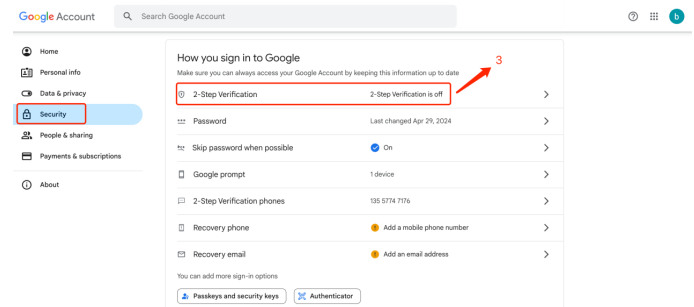 Google Account
Search Google Account
b
Home
Personal info
Data & privacy
Security
People & sharing
Payments & subscriptions
About
How you sign in to Google
3
Make sure you can always access your Google Account by keeping this information up to date
2-Step Verification 2-Step Verification is off
Password Last changed Apr 29, 2024
Skip password when possible On
Google prompt 1 device
2-Step Verification phones 135 5774 7176
Recovery phone Add a mobile phone number
Recovery email Add an email address
You can add more sign-in options
Passkeys and security keys Authenticator